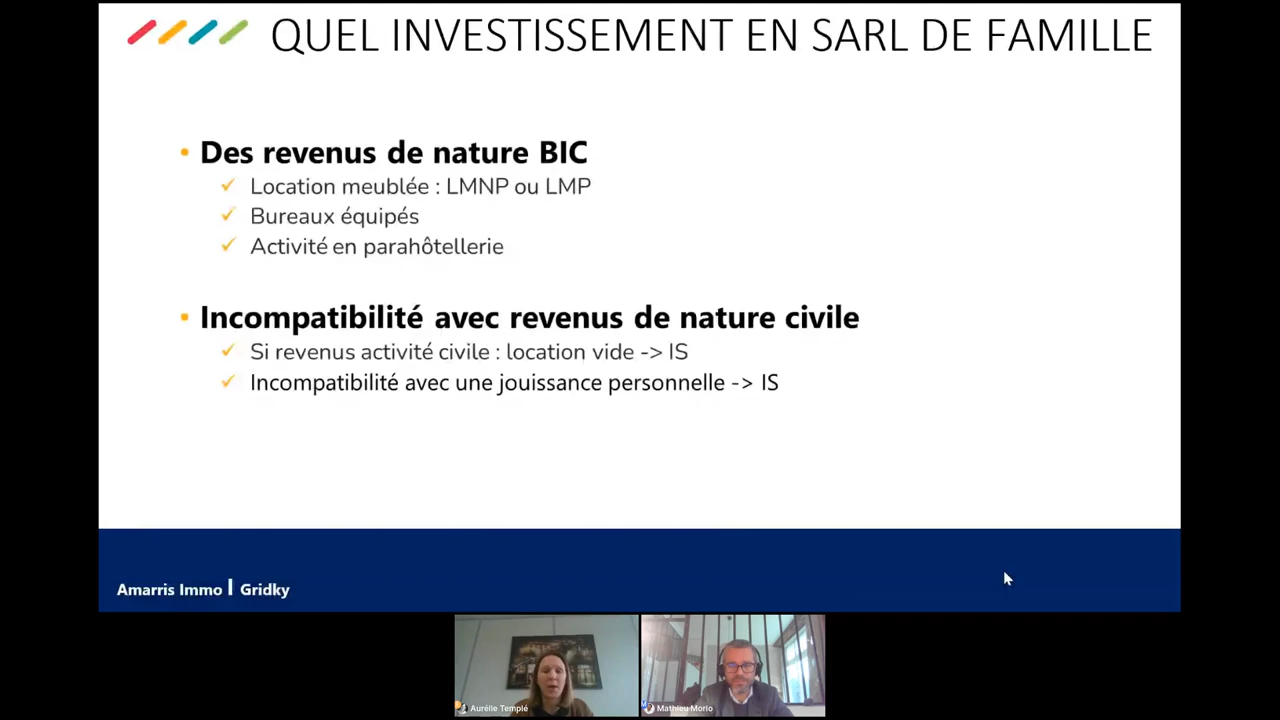 QUEL INVESTISSEMENT EN SARL DE FAMILLE
• Des revenus de nature BIC
✓ Location meublée : LMNP ou LMP
✓ Bureaux équipés
✓ Activité en parahôtellerie
• Incompatibilité avec revenus de nature civile
✓ Si revenus activité civile : location vide -> IS
✓ Incompatibilité avec une jouissance personnelle -> IS
Amarris Immo | Gridky
Aurélie Templé
Mathieu Morio